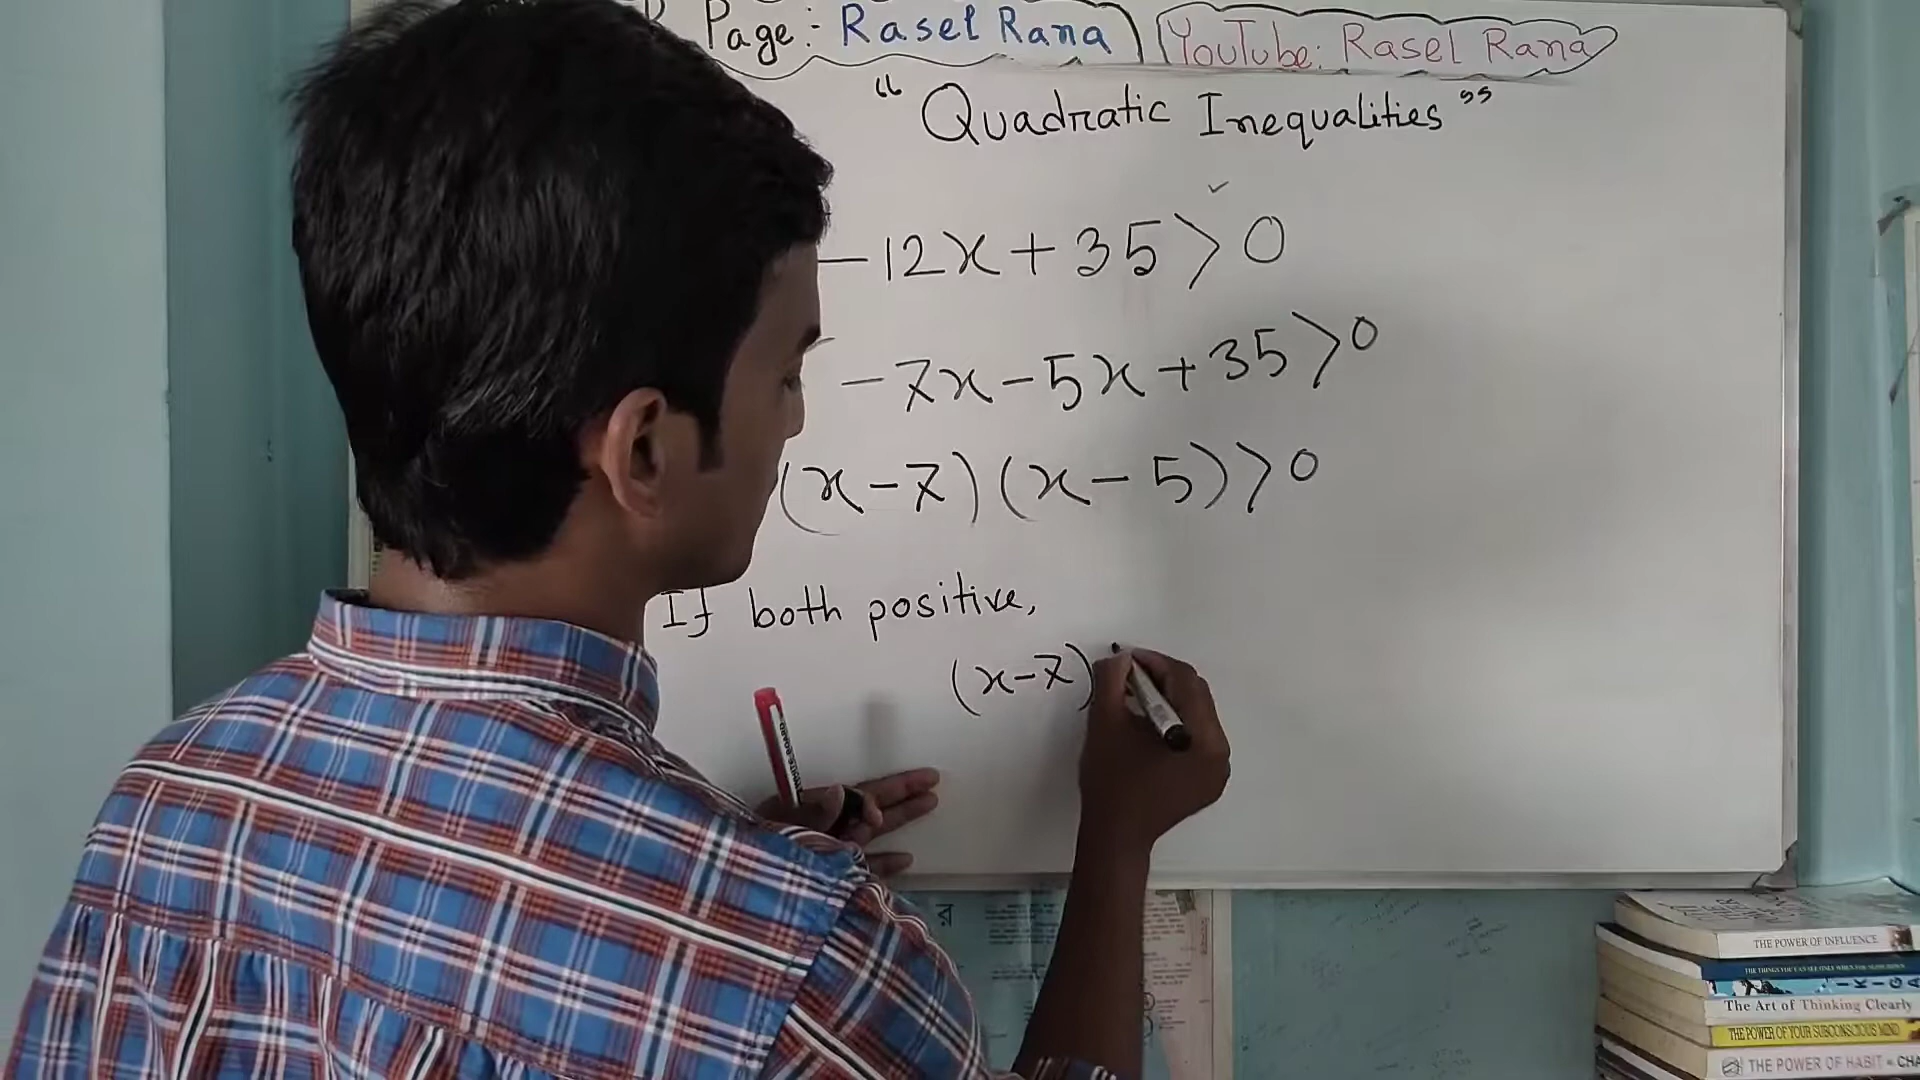 Page:- Rasel Rana
YouTube: Rasel Rana
"Quadratic Inequalities"
-12x+35>0
-7x-5x+35>0
(x-7)(x-5)>0
If both positive,
(x-7)
THE POWER OF INFLUENCE
IKIGA
The Art of Thinking Clearly
THE POWER OF YOUR SUBCONSCIOUS MIND
THE POWER OF HABIT